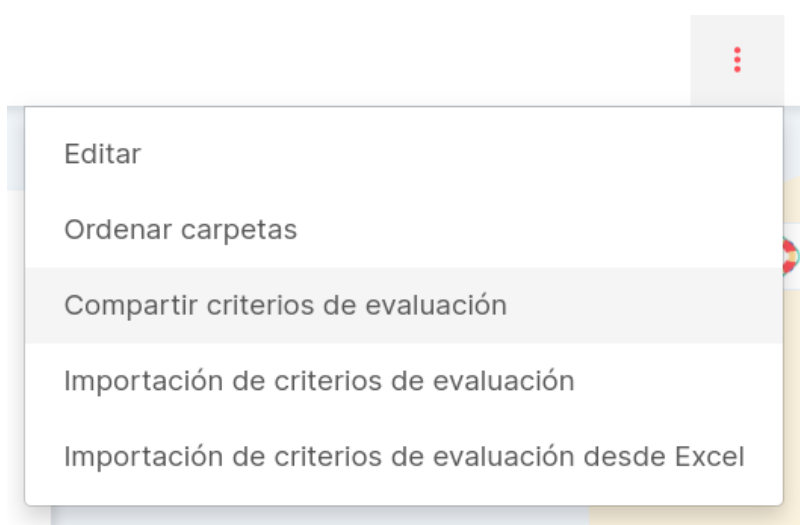 Editar
Ordenar carpetas
Compartir criterios de evaluación
Importación de criterios de evaluación
Importación de criterios de evaluación desde Excel